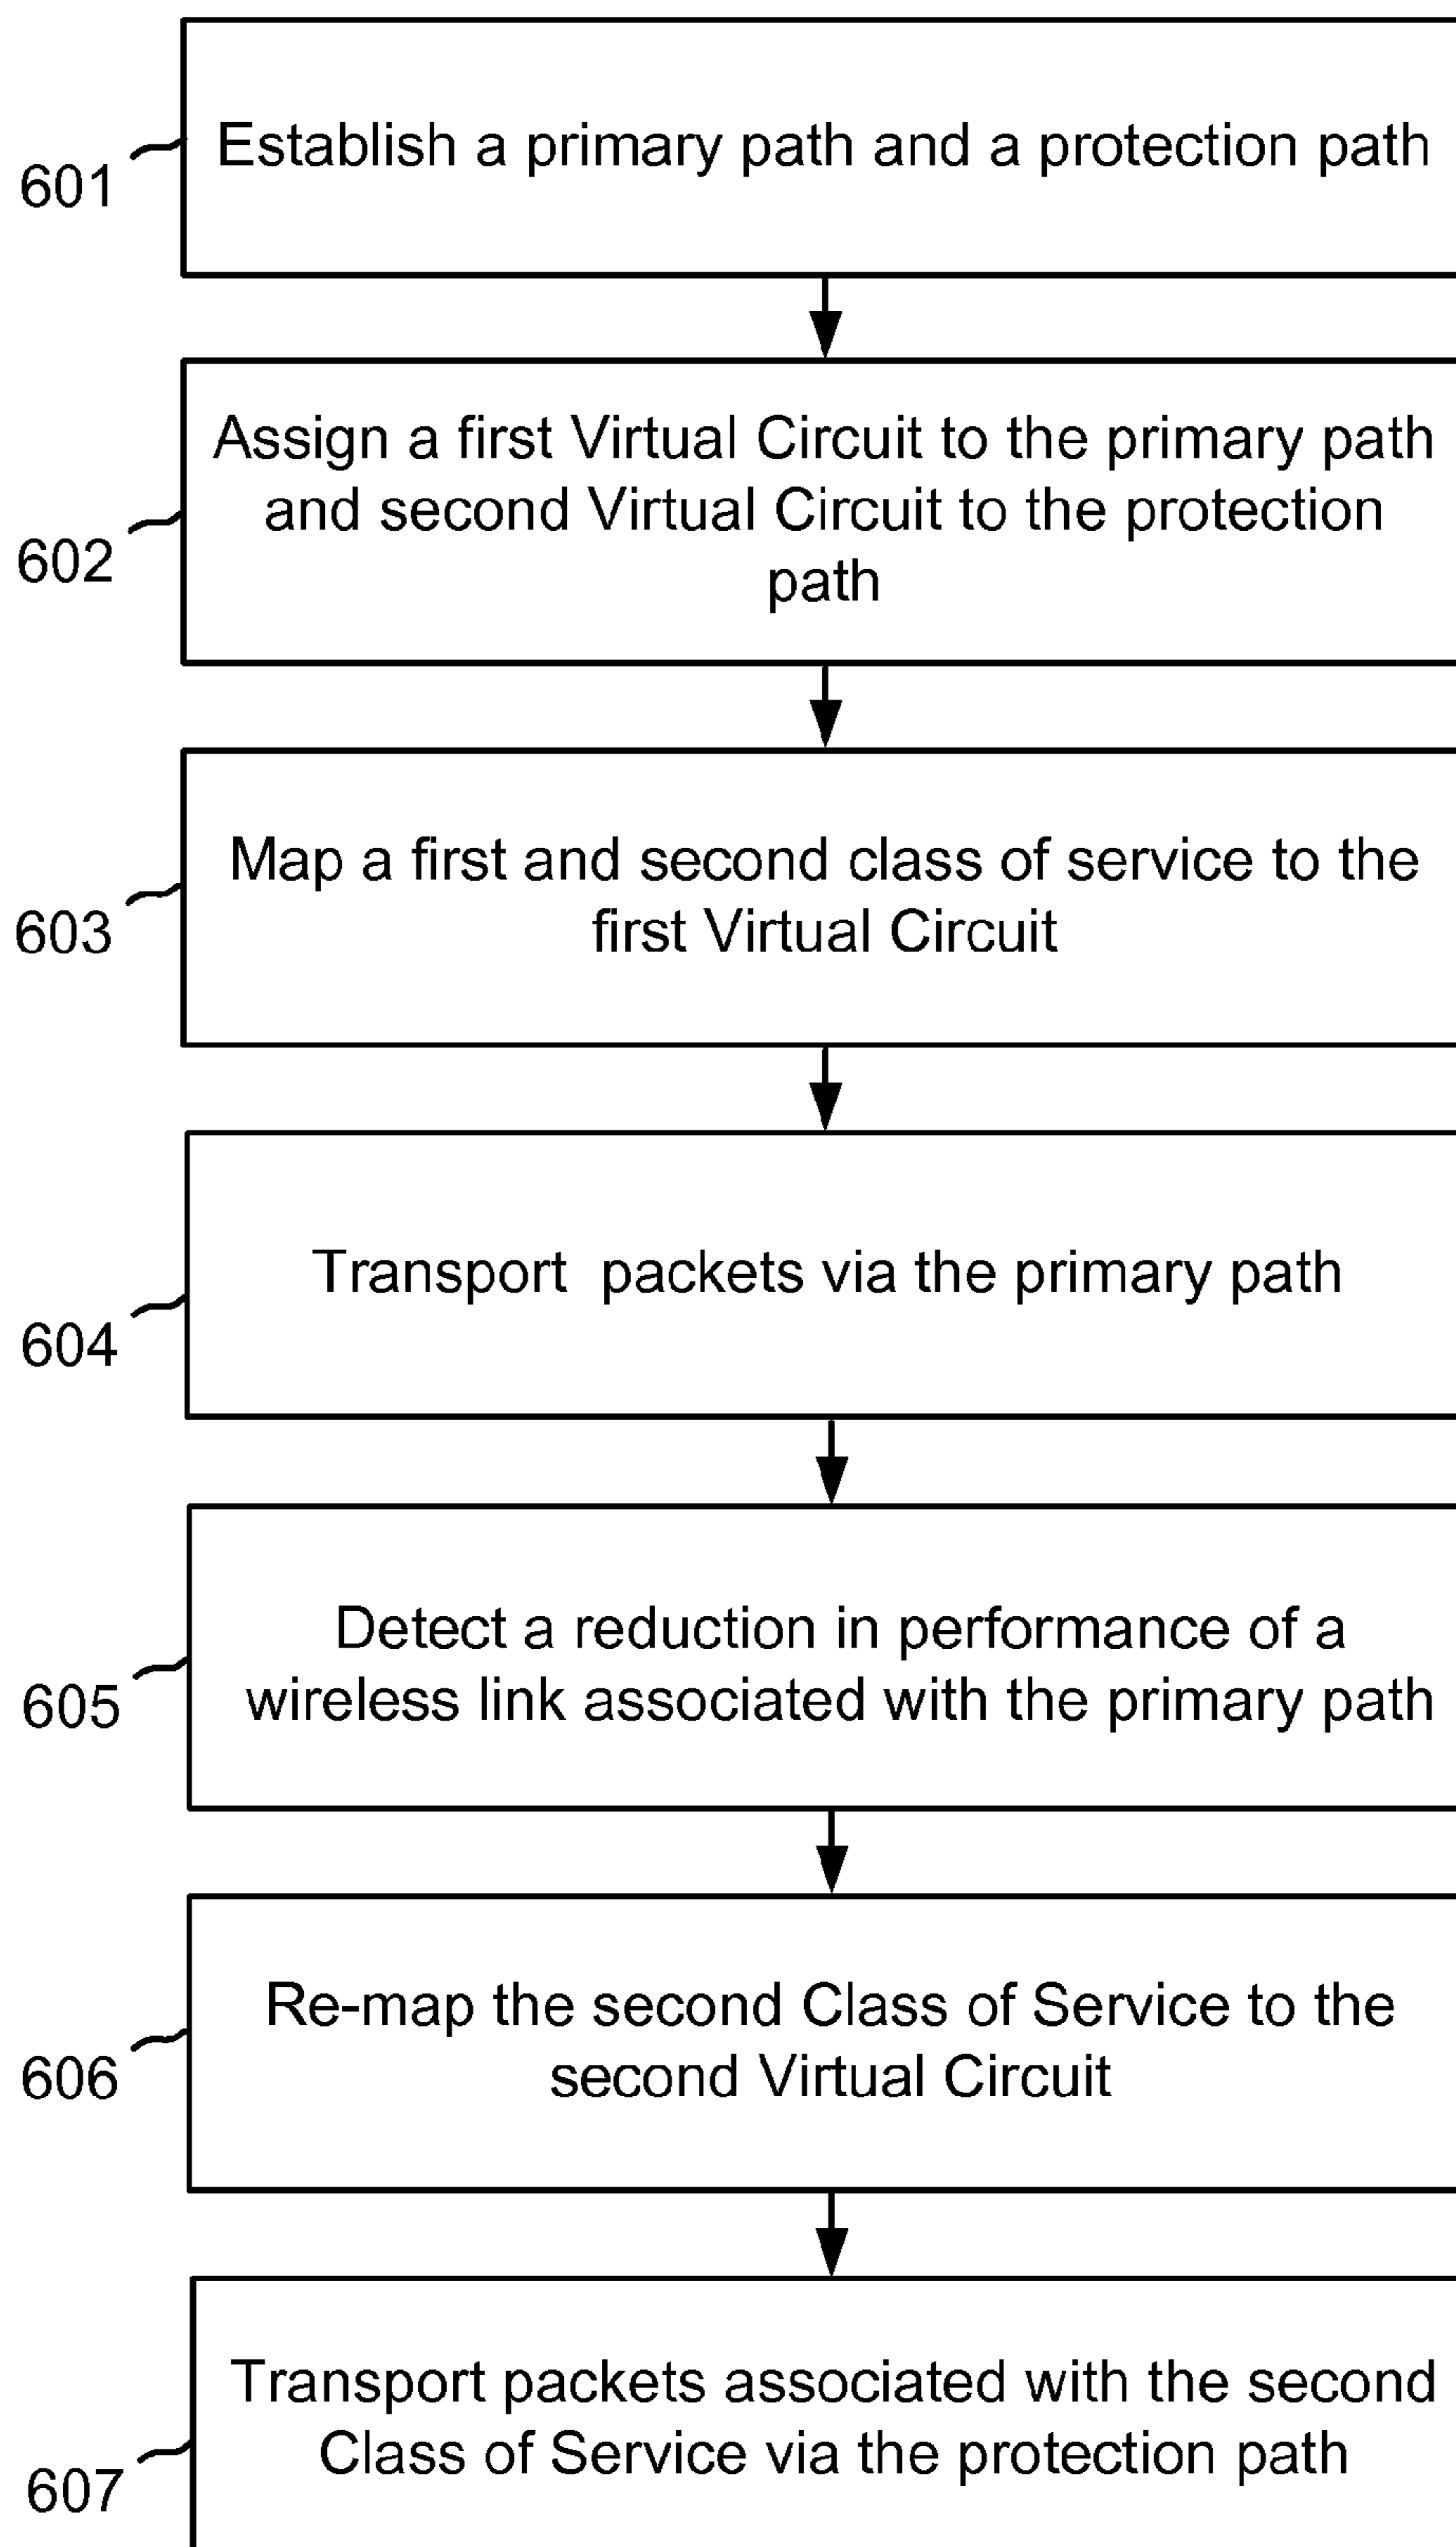 Establish a primary path and a protection path
601
Assign a first Virtual Circuit to the primary path
and second Virtual Circuit to the protection
path
602
Map a first and second class of service to the
first Virtual Circuit
603
Transport packets via the primary path
604
Detect a reduction in performance of a
wireless link associated with the primary path
605
Re-map the second Class of Service to the
second Virtual Circuit
606
Transport packets associated with the second
Class of Service via the protection path
607